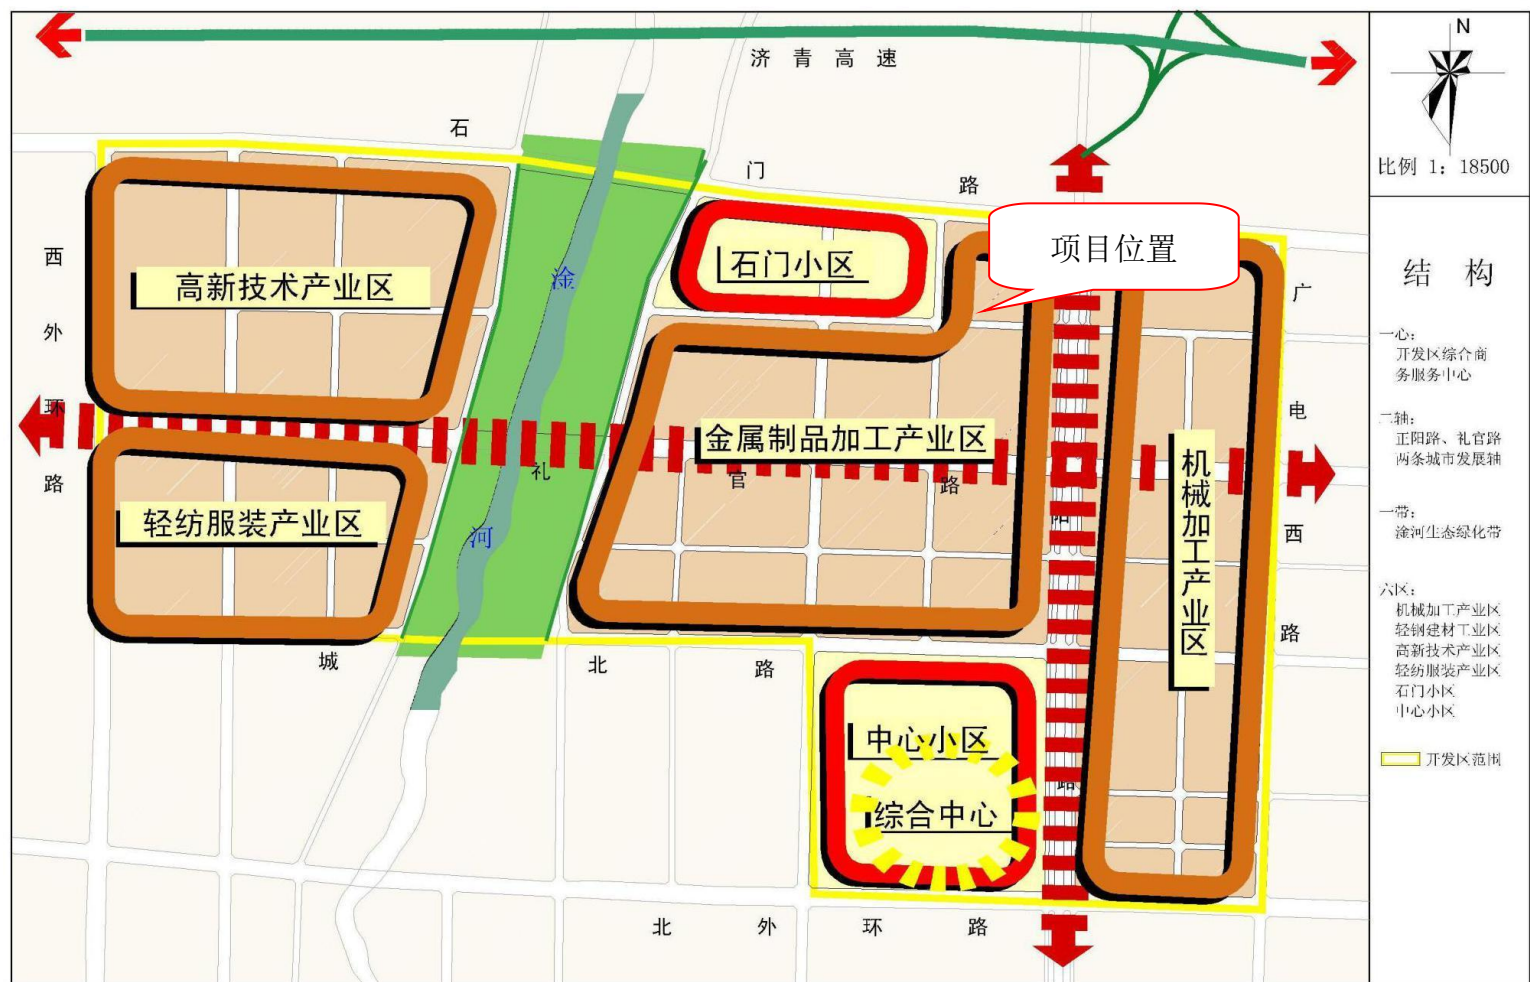 济青高速
N
比例 1: 18500
石门路
项目位置
西外环路
高新技术产业区
淦河
石门小区
广电西路
金属制品加工产业区
礼官路
机械加工产业区
轻纺服装产业区
阳路
城北路
中心小区
综合中心
北外环路
结 构
一心:
开发区综合商
务服务中心
二轴:
正阳路、礼官路
两条城市发展轴
一带:
淦河生态绿化带
六区:
机械加工产业区
轻钢建材工业区
高新技术产业区
轻纺服装产业区
石门小区
中心小区
开发区范围